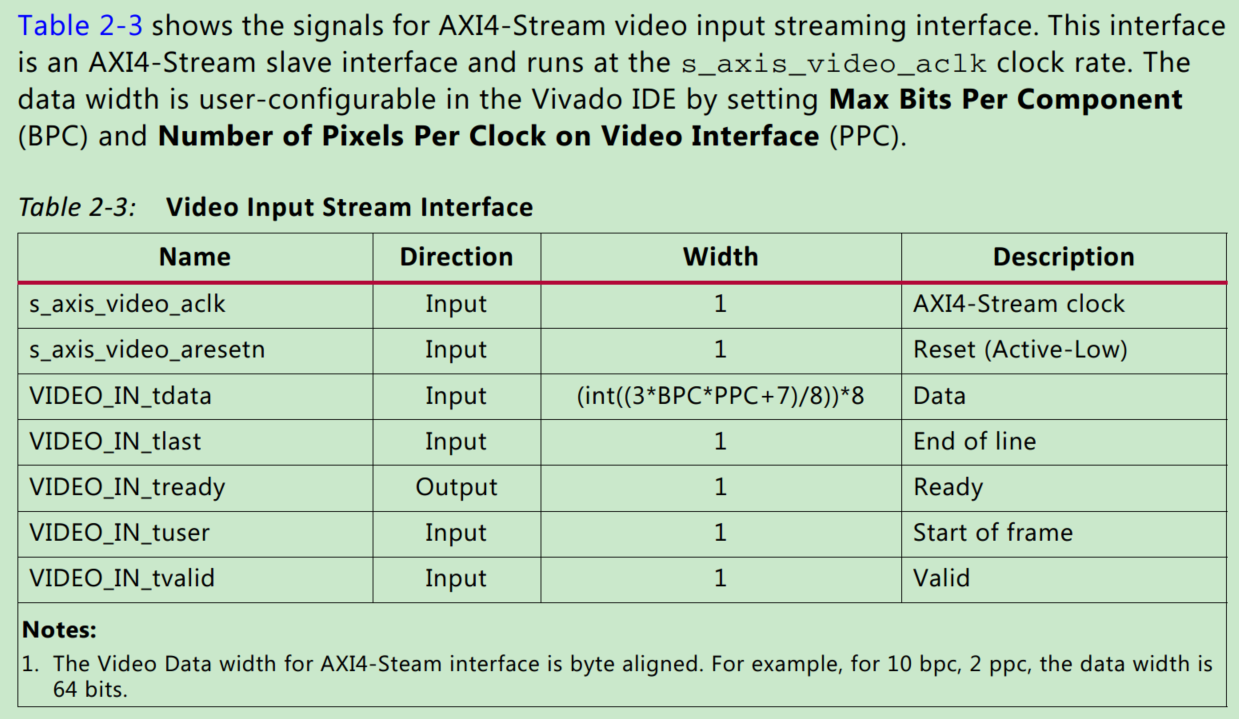 Table 2-3 shows the signals for AXI4-Stream video input streaming interface. This interface
is an AXI4-Stream slave interface and runs at the s_axis_video_aclk clock rate. The
data width is user-configurable in the Vivado IDE by setting Max Bits Per Component
(BPC) and Number of Pixels Per Clock on Video Interface (PPC).
Table 2-3: Video Input Stream Interface
Name Direction Width Description
s_axis_video_aclk Input 1 AXI4-Stream clock
s_axis_video_aresetn Input 1 Reset (Active-Low)
VIDEO_IN_tdata Input (int((3*BPC*PPC+7)/8))*8 Data
VIDEO_IN_tlast Input 1 End of line
VIDEO_IN_tready Output 1 Ready
VIDEO_IN_tuser Input 1 Start of frame
VIDEO_IN_tvalid Input 1 Valid
Notes:
1. The Video Data width for AXI4-Steam interface is byte aligned. For example, for 10 bpc, 2 ppc, the data width is
64 bits.